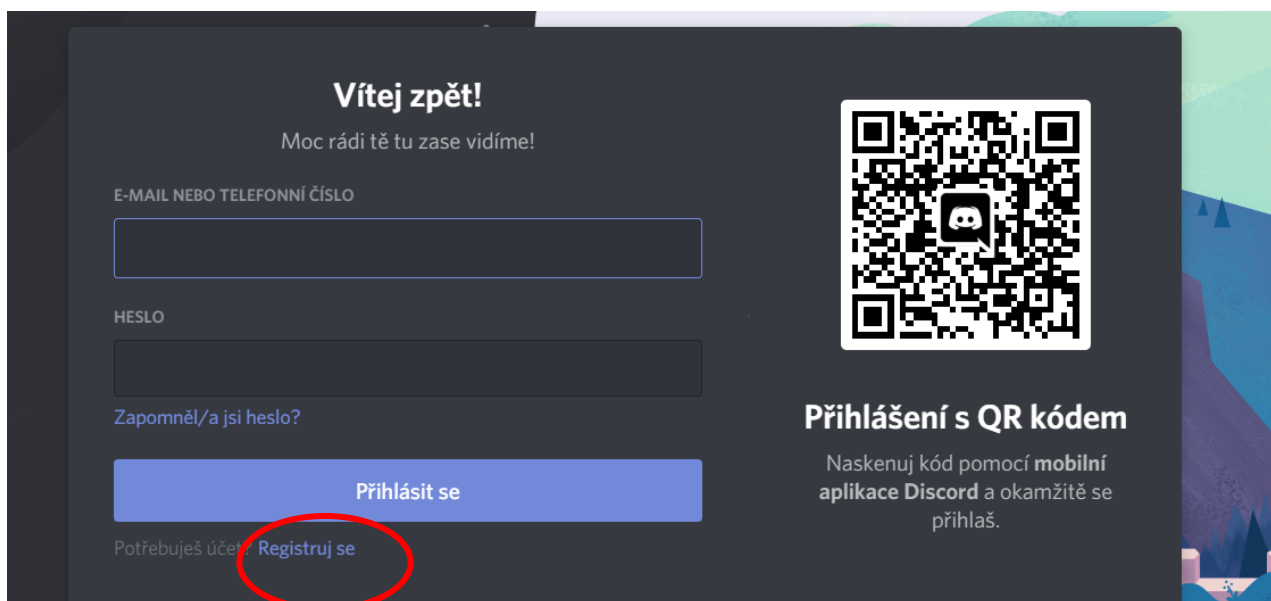 Vítej zpět!
Moc rádi tě tu zase vidíme!
E-MAIL NEBO TELEFONNÍ ČÍSLO
HESLO
Zapomněl/a jsi heslo?
Přihlásit se
Potřebuješ účet? Registruj se
Přihlášení s QR kódem
Naskenuj kód pomocí mobilní
aplikace Discord a okamžitě se
přihlaš.